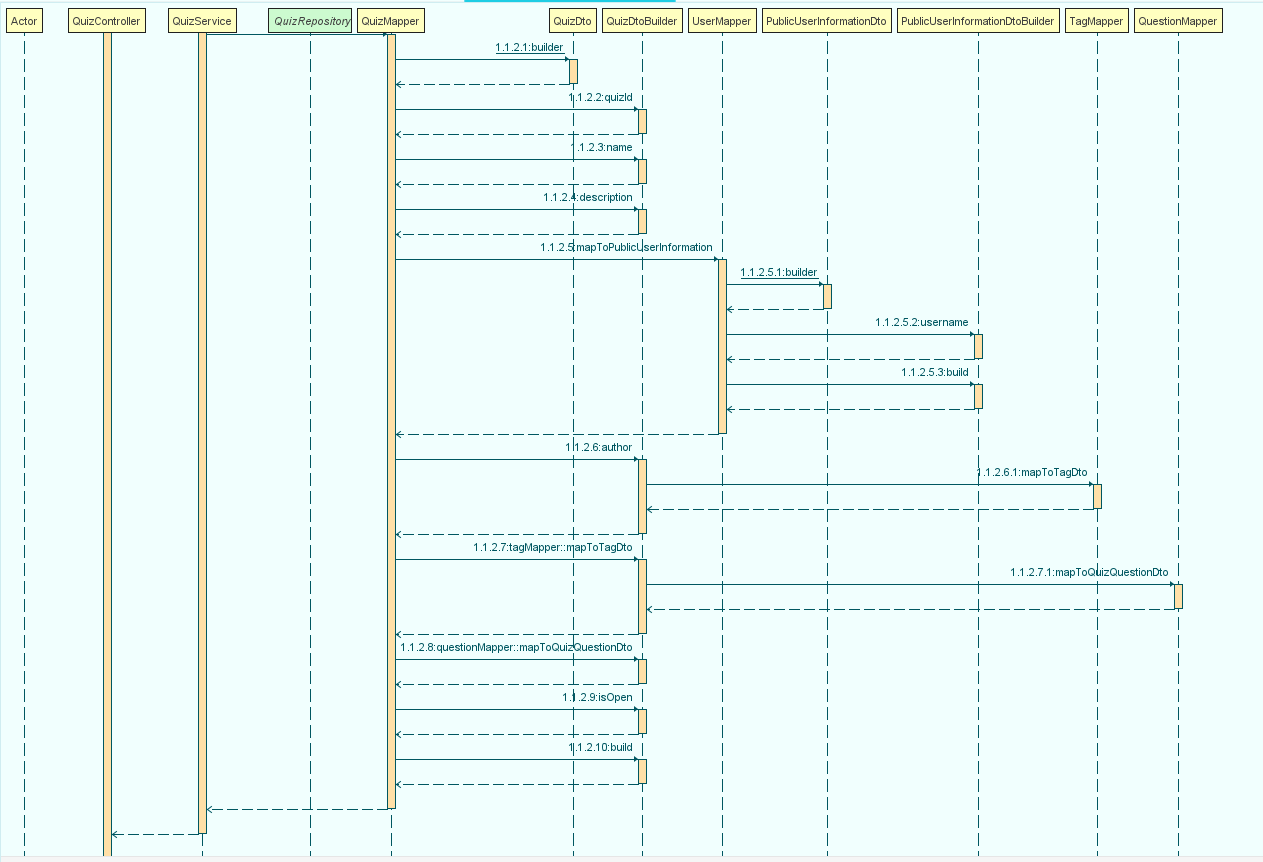 Actor
QuizController
QuizService
QuizRepository
QuizMapper
QuizDto
QuizDtoBuilder
UserMapper
PublicUserInformationDto
PublicUserInformationDtoBuilder
TagMapper
QuestionMapper
1.1.2.1:builder
1.1.2.2:quizId
1.1.2.3:name
1.1.2.4:description
1.1.2.5:mapToPublicUserInformation
1.1.2.5.1:builder
1.1.2.5.2:username
1.1.2.5.3:build
1.1.2.6:author
1.1.2.6.1:mapToTagDto
1.1.2.7:tagMapper::mapToTagDto
1.1.2.7.1:mapToQuizQuestionDto
1.1.2.8:questionMapper::mapToQuizQuestionDto
1.1.2.9:isOpen
1.1.2.10:build